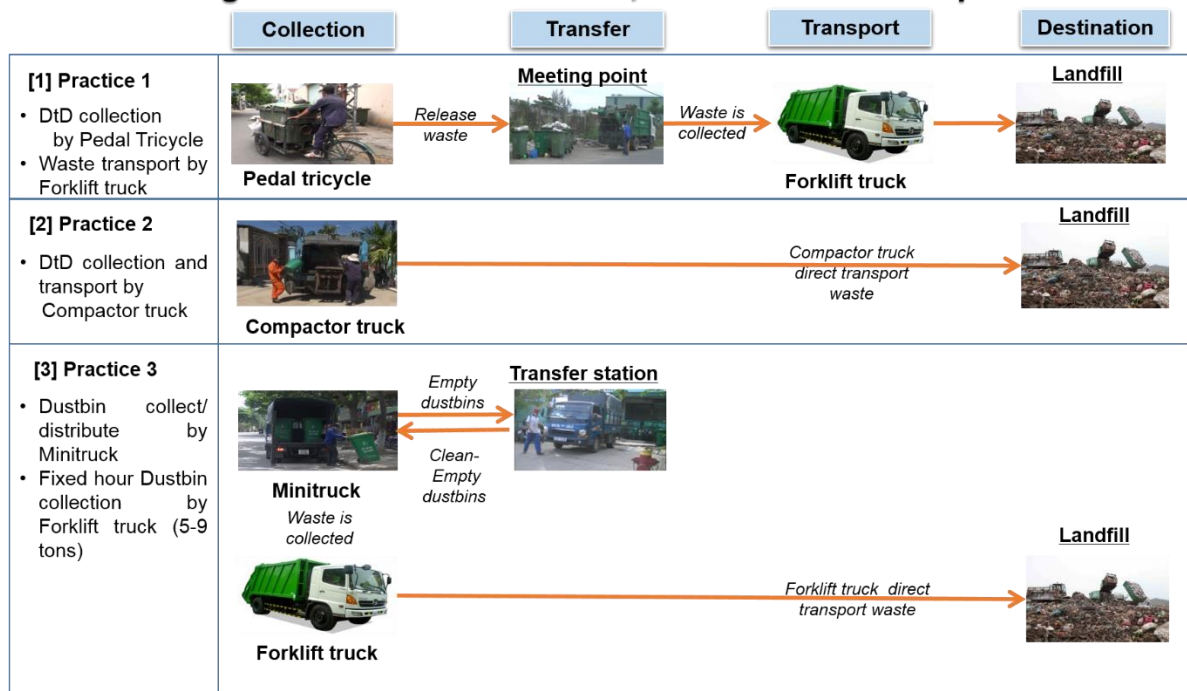 Collection
Transfer
Transport
Destination
[1] Practice 1
• DtD collection
by Pedal Tricycle
• Waste transport by
Forklift truck
Pedal tricycle
Release
waste
Meeting point
Waste is
collected
Forklift truck
Landfill
[2] Practice 2
• DtD collection and
transport by
Compactor truck
Compactor truck
Compactor truck
direct transport
waste
Landfill
[3] Practice 3
• Dustbin collect/
distribute by
Minitruck
• Fixed hour Dustbin
collection by
Forklift truck (5-9
tons)
Minitruck
Empty
dustbins
Clean-
Empty
dustbins
Transfer station
Waste is
collected
Forklift truck
Forklift truck direct
transport waste
Landfill